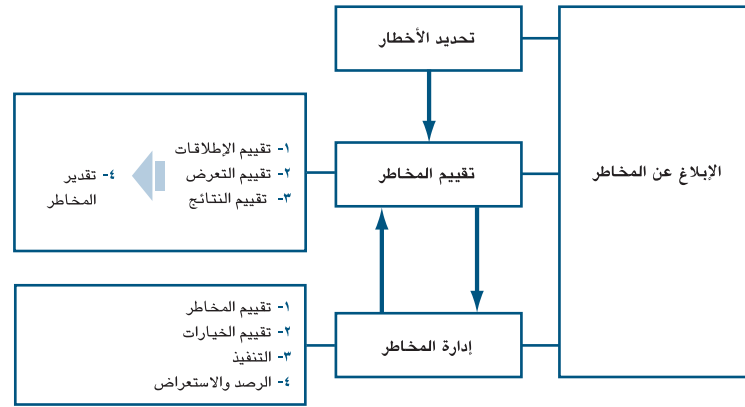 تحديد الأخطار
الإبلاغ عن المخاطر
تقييم المخاطر
١- تقييم الإطلاقات
٢- تقييم التعرض
٣- تقييم النتائج
٤- تقدير
المخاطر
إدارة المخاطر
١- تقييم المخاطر
٢- تقييم الخيارات
٣- التنفيذ
٤- الرصد والاستعراض